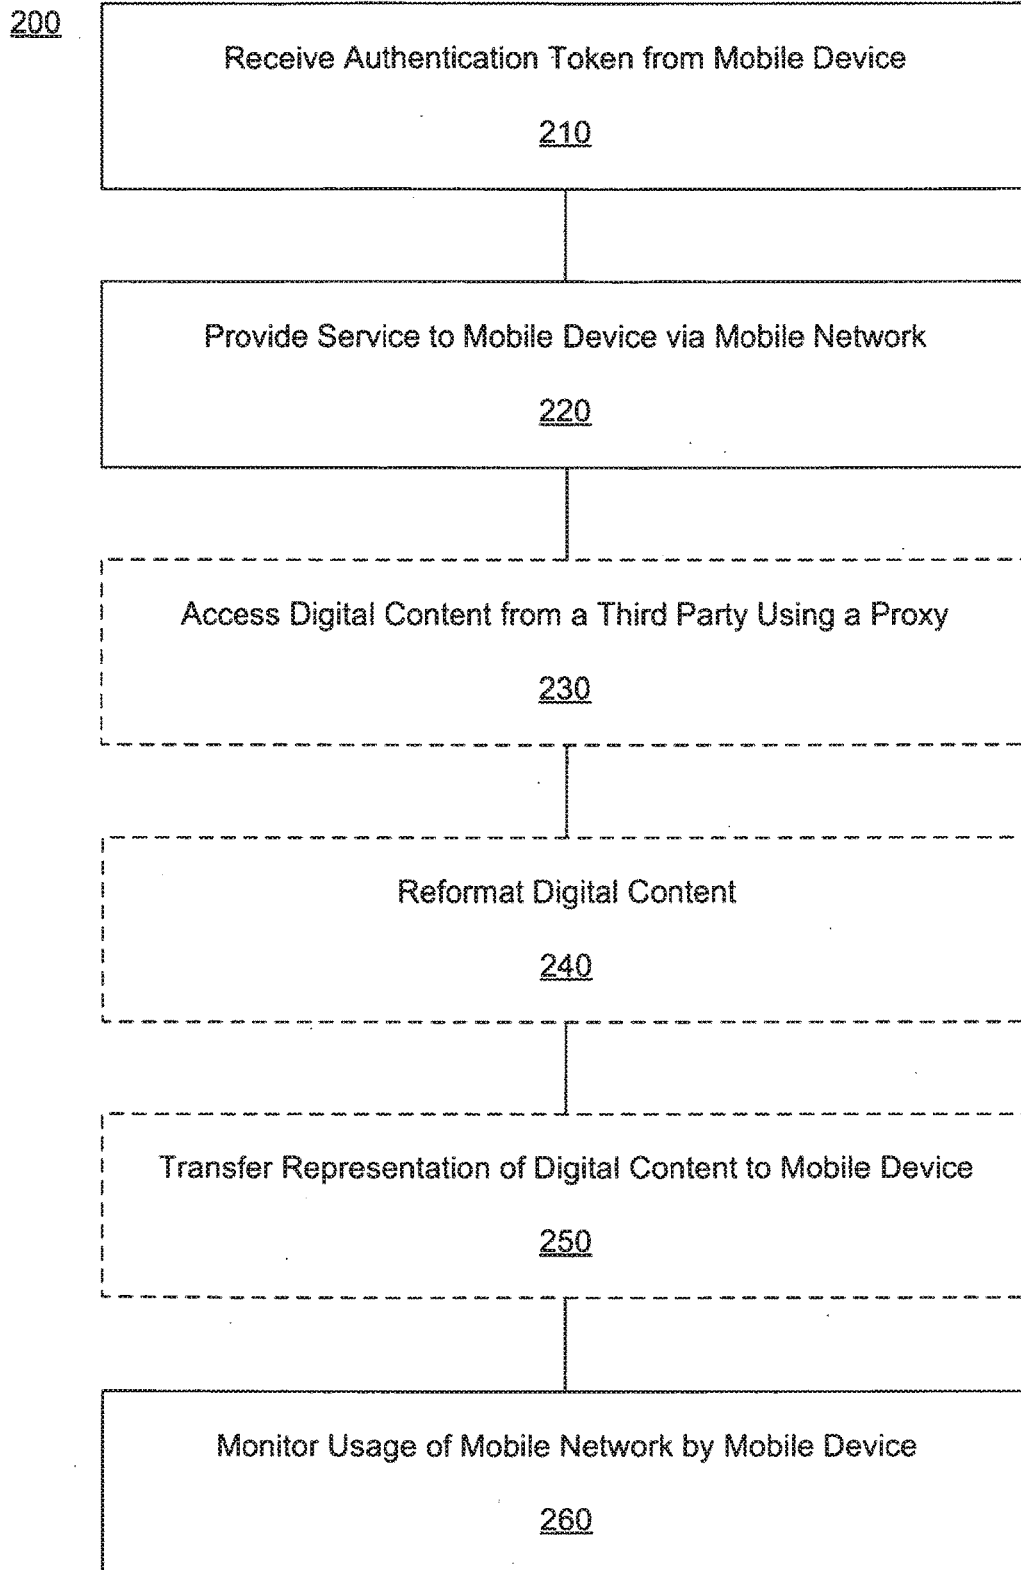 200
Receive Authentication Token from Mobile Device
210
Provide Service to Mobile Device via Mobile Network
220
Access Digital Content from a Third Party Using a Proxy
230
Reformat Digital Content
240
Transfer Representation of Digital Content to Mobile Device
250
Monitor Usage of Mobile Network by Mobile Device
260